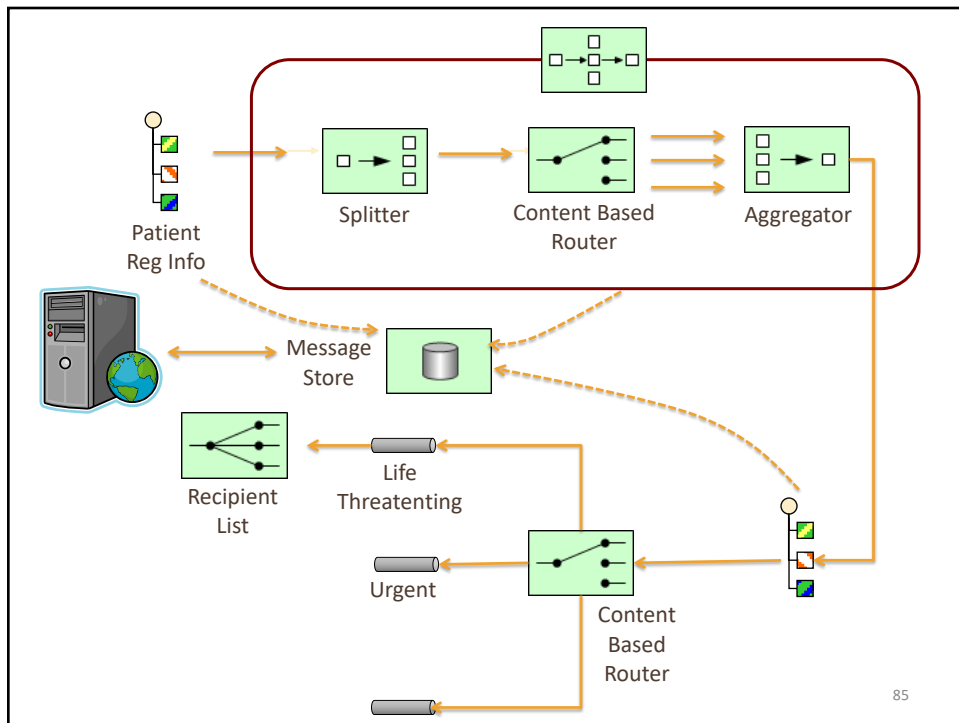 Splitter
Content Based
Router
Aggregator
Patient
Reg Info
Message
Store
Life
Threatenting
Recipient
List
Urgent
Content
Based
Router
85